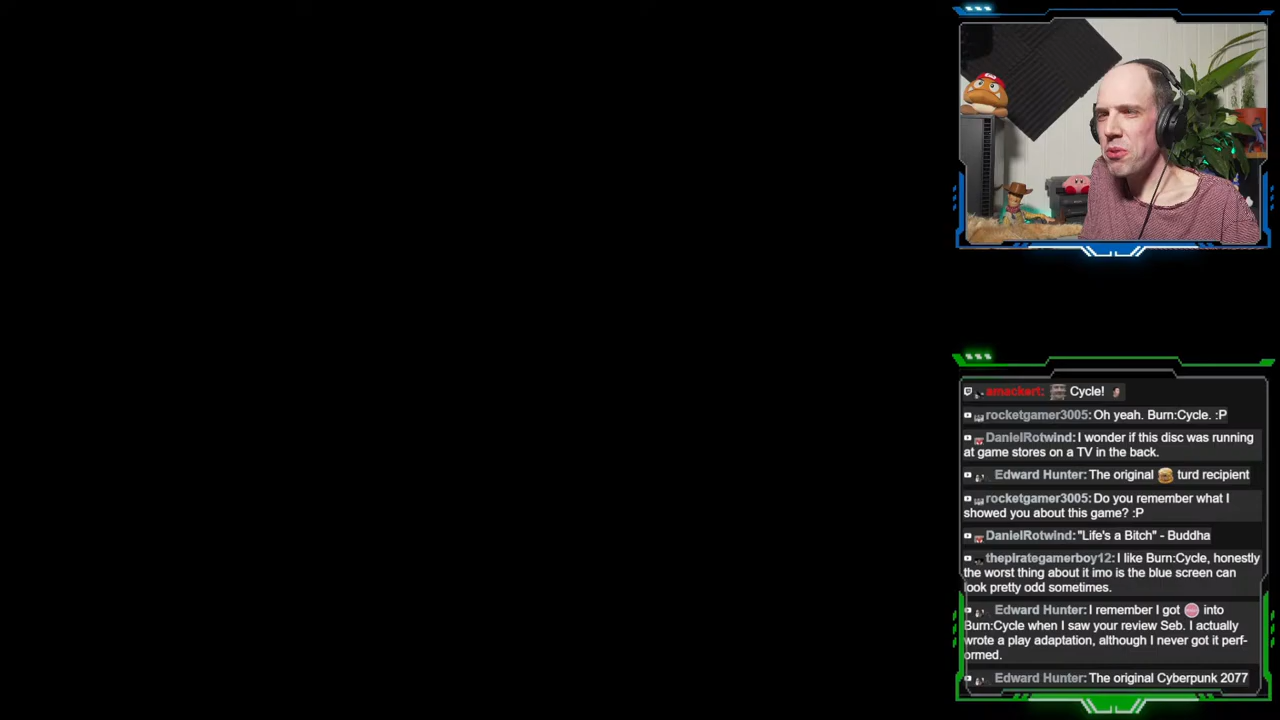 amackert: Cycle!
rocketgamer3005: Oh yeah. Burn:Cycle. :P
DanielRotwind: I wonder if this disc was running
at game stores on a TV in the back.
Edward Hunter: The original turd recipient
rocketgamer3005: Do you remember what I
showed you about this game? :P
DanielRotwind: "Life's a Bitch" - Buddha
thepirategamerboy12: I like Burn:Cycle, honestly
the worst thing about it imo is the blue screen can
look pretty odd sometimes.
Edward Hunter: I remember I got into
Burn:Cycle when I saw your review Seb. I actually
wrote a play adaptation, although I never got it perf-
ormed.
Edward Hunter: The original Cyberpunk 2077